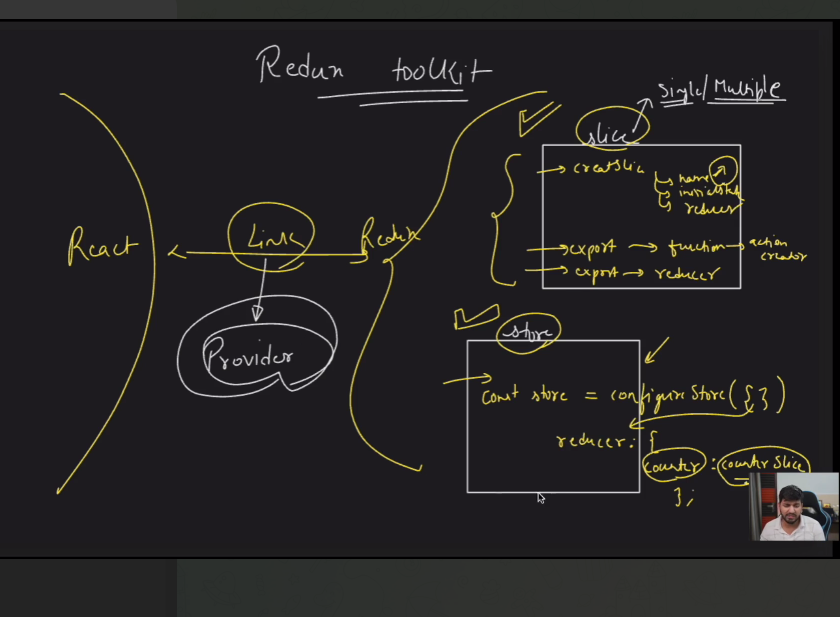 Redux toolkit
Single/Multiple
slice
creatSlic
name
initialstate
reducer
export → function → action creator
export → reducer
React
Link
Redux
Provider
store
const store = configureStore({})
reducer: {
counter : counterSlice
};